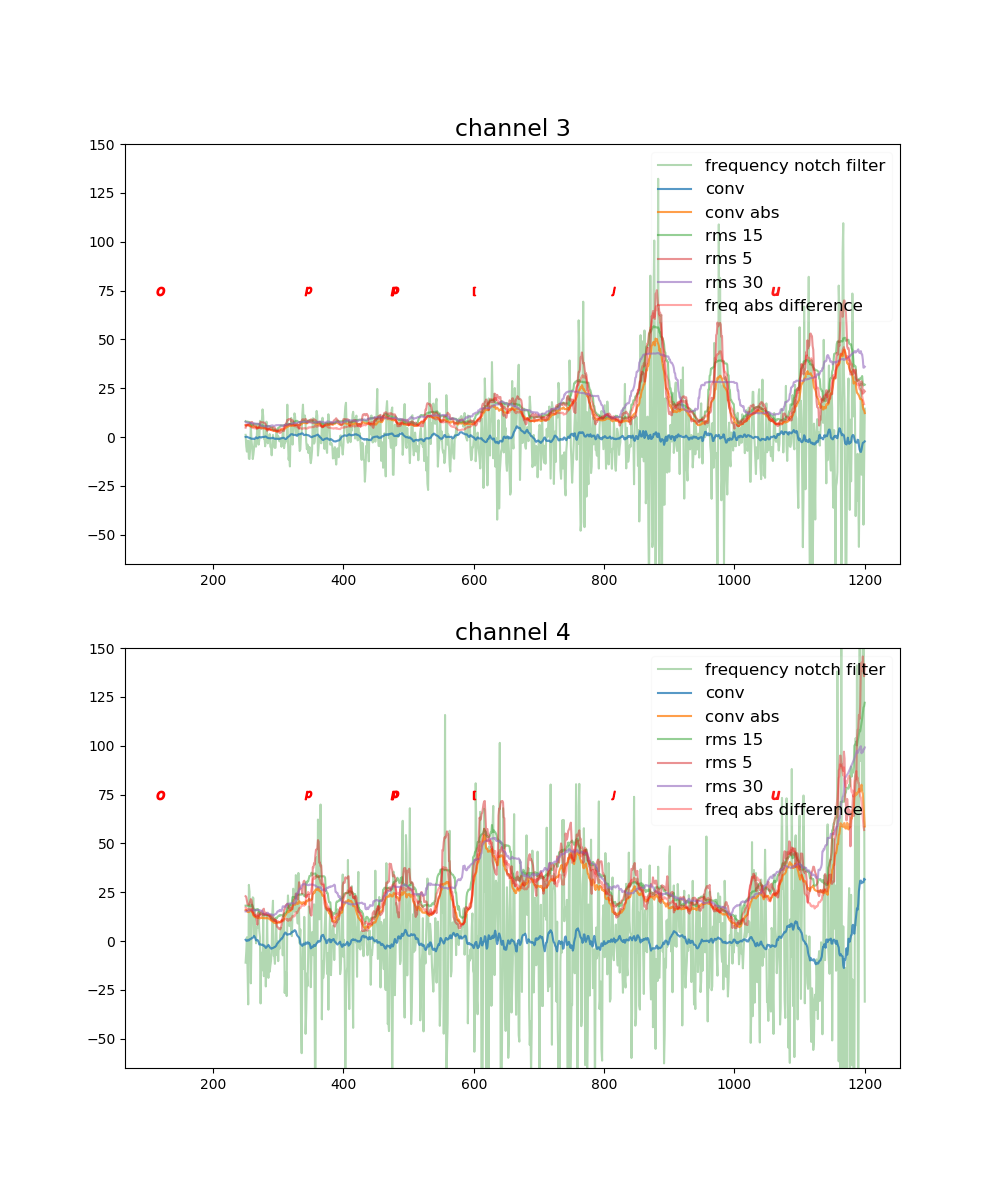 channel 3
150
125
100
75
50
25
0
−25
−50
frequency notch filter
conv
conv abs
rms 15
rms 5
rms 30
freq abs difference
o
p
p
u
200
400
600
800
1000
1200
channel 4
150
125
100
75
50
25
0
−25
−50
frequency notch filter
conv
conv abs
rms 15
rms 5
rms 30
freq abs difference
o
p
p
u
200
400
600
800
1000
1200